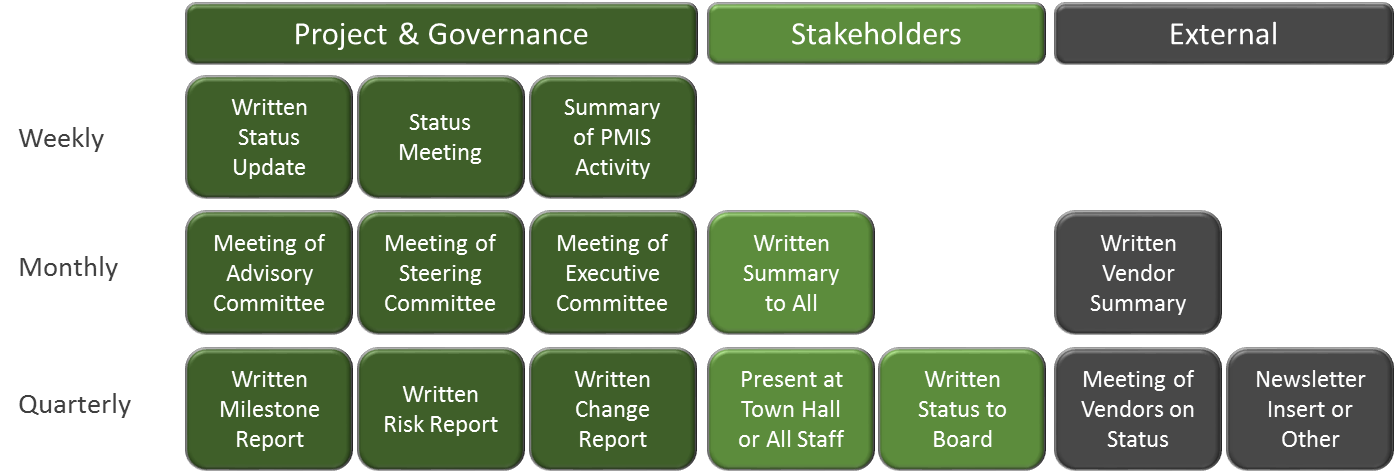 Project & Governance
Stakeholders
External
Weekly
Written
Status
Update
Status
Meeting
Summary
of PMIS
Activity
Monthly
Meeting of
Advisory
Committee
Meeting of
Steering
Committee
Meeting of
Executive
Committee
Written
Summary
to All
Written
Vendor
Summary
Quarterly
Written
Milestone
Report
Written
Risk Report
Written
Change
Report
Present at
Town Hall
or All Staff
Written
Status to
Board
Meeting of
Vendors on
Status
Newsletter
Insert or
Other